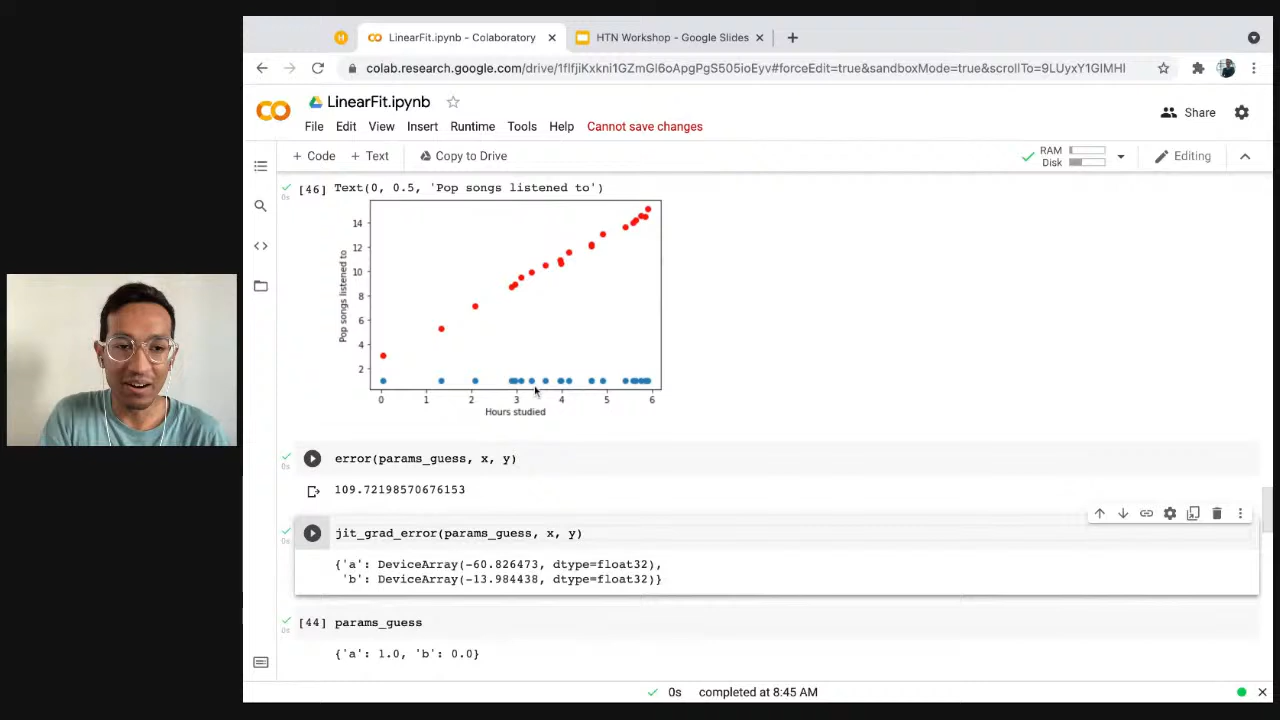 LinearFit.ipynb - Colaboratory
HTN Workshop - Google Slides
colab.research.google.com/drive/1flfjiKxkni1GZmGl6oApgPgS505ioEyv#forceEdit=true&sandboxMode=true&scrollTo=9LUyxY1GIMHI
LinearFit.ipynb
Share
File Edit View Insert Runtime Tools Help Cannot save changes
+ Code + Text Copy to Drive
RAM
Disk
Editing
[46] Text(0, 0.5, 'Pop songs listened to')
0s
14
12
10
8
6
4
2
Pop songs listened to
0 1 2 3 4 5 6
Hours studied
error(params_guess, x, y)
0s
109.72198570676153
jit_grad_error(params_guess, x, y)
0s
{'a': DeviceArray(-60.826473, dtype=float32),
'b': DeviceArray(-13.984438, dtype=float32)}
[44] params_guess
0s
{'a': 1.0, 'b': 0.0}
0s completed at 8:45 AM